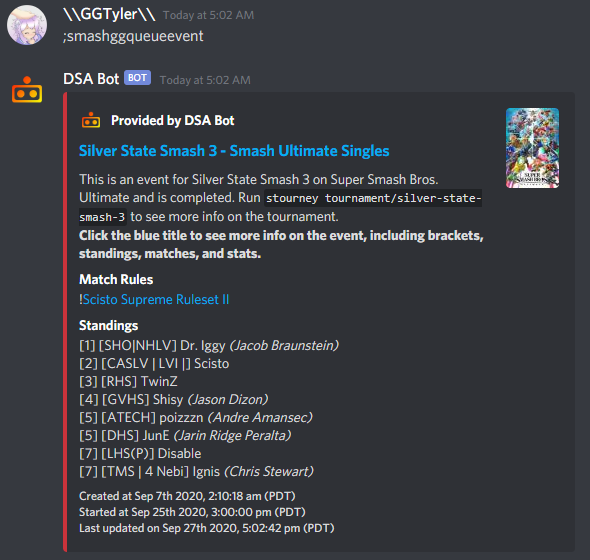 \\GGTyler\\ Today at 5:02 AM
;smashggqueueevent
DSA Bot BOT Today at 5:02 AM
Provided by DSA Bot
Silver State Smash 3 - Smash Ultimate Singles
This is an event for Silver State Smash 3 on Super Smash Bros.
Ultimate and is completed. Run stourney tournament/silver-state-
smash-3 to see more info on the tournament.
Click the blue title to see more info on the event, including brackets,
standings, matches, and stats.
Match Rules
!Scisto Supreme Ruleset II
Standings
[1] [SHO|NHLV] Dr. Iggy (Jacob Braunstein)
[2] [CASLV | LVI |] Scisto
[3] [RHS] TwinZ
[4] [GVHS] Shisy (Jason Dizon)
[5] [ATECH] poizzzn (Andre Amansec)
[5] [DHS] JunE (Jarin Ridge Peralta)
[7] [LHS(P)] Disable
[7] [TMS | 4 Nebi] Ignis (Chris Stewart)
Created at Sep 7th 2020, 2:10:18 am (PDT)
Started at Sep 25th 2020, 3:00:00 pm (PDT)
Last updated on Sep 27th 2020, 5:02:42 pm (PDT)